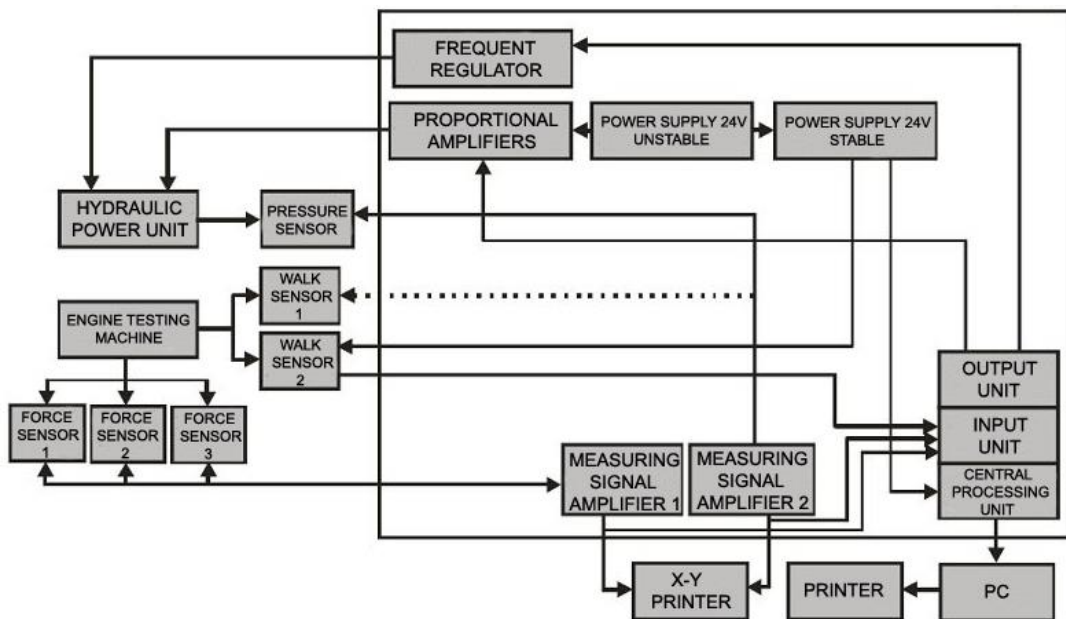 FREQUENT
REGULATOR
PROPORTIONAL
AMPLIFIERS
POWER SUPPLY 24V
UNSTABLE
POWER SUPPLY 24V
STABLE
HYDRAULIC
POWER UNIT
PRESSURE
SENSOR
WALK
SENSOR
1
ENGINE TESTING
MACHINE
WALK
SENSOR
2
FORCE
SENSOR
1
FORCE
SENSOR
2
FORCE
SENSOR
3
MEASURING
SIGNAL
AMPLIFIER 1
MEASURING
SIGNAL
AMPLIFIER 2
OUTPUT
UNIT
INPUT
UNIT
CENTRAL
PROCESSING
UNIT
X-Y
PRINTER
PRINTER
PC